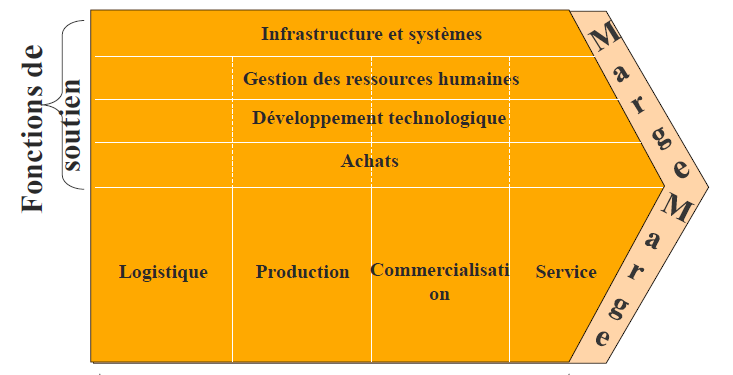 Fonctions de
soutien
Infrastructure et systèmes
Gestion des ressources humaines
Développement technologique
Achats
Logistique
Production
Commercialisati
on
Service
Marge
Marge